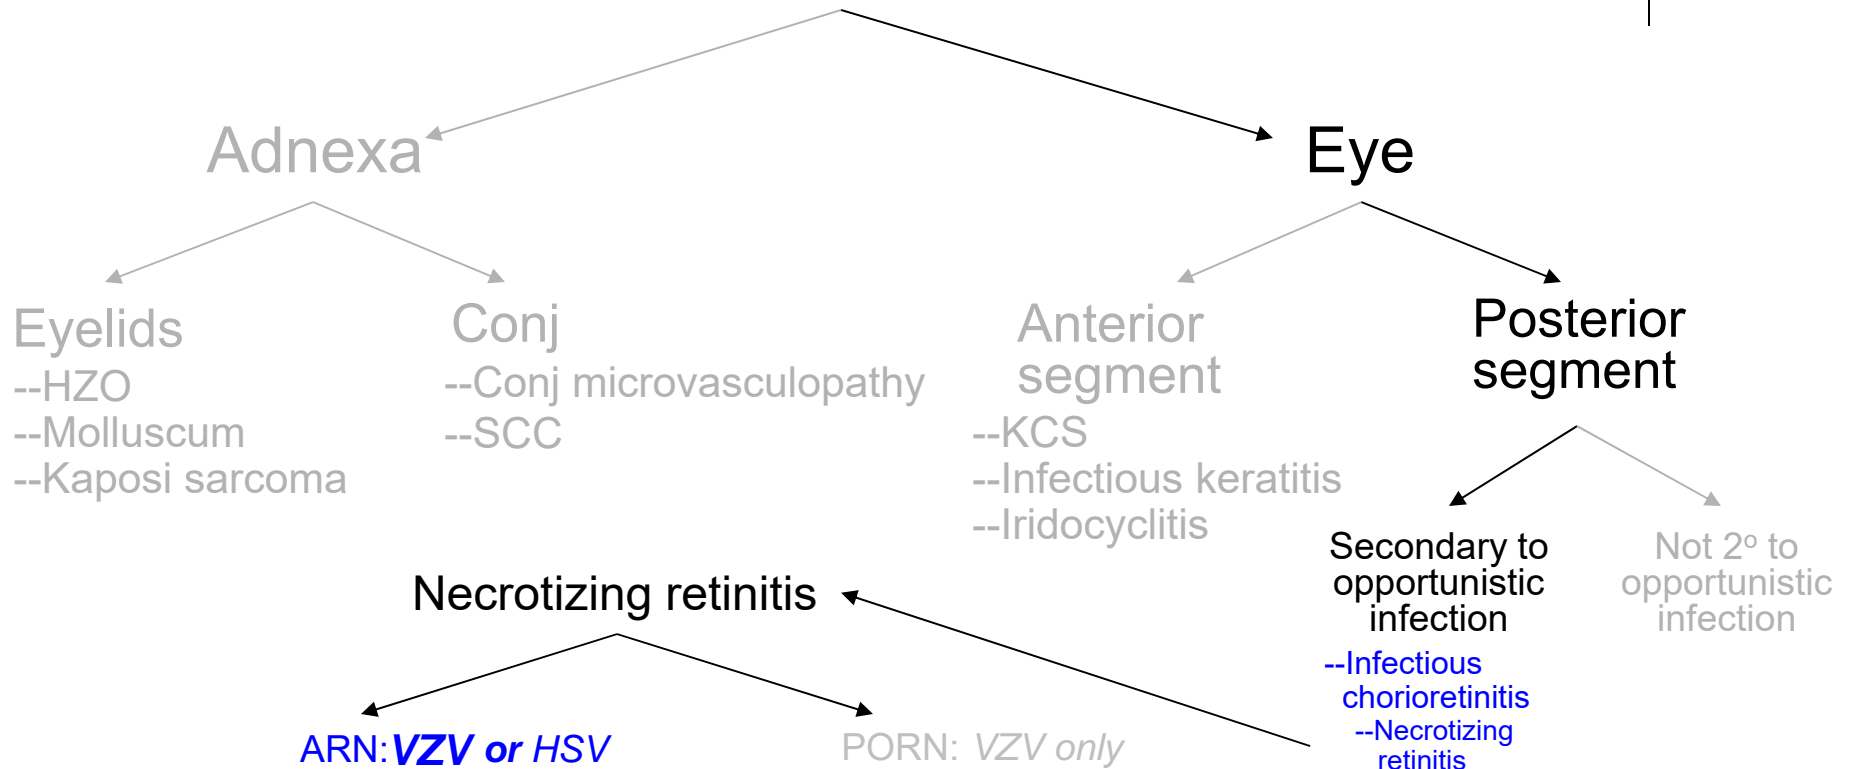 Adnexa
Eye
Eyelids
--HZO
--Molluscum
--Kaposi sarcoma
Conj
--Conj microvasculopathy
--SCC
Anterior
segment
--KCS
--Infectious keratitis
--Iridocyclitis
Posterior
segment
Secondary to
opportunistic
infection
--Infectious
chorioretinitis
--Necrotizing
retinitis
Not 2º to
opportunistic
infection
Necrotizing retinitis
ARN: VZV or HSV
PORN: VZV only